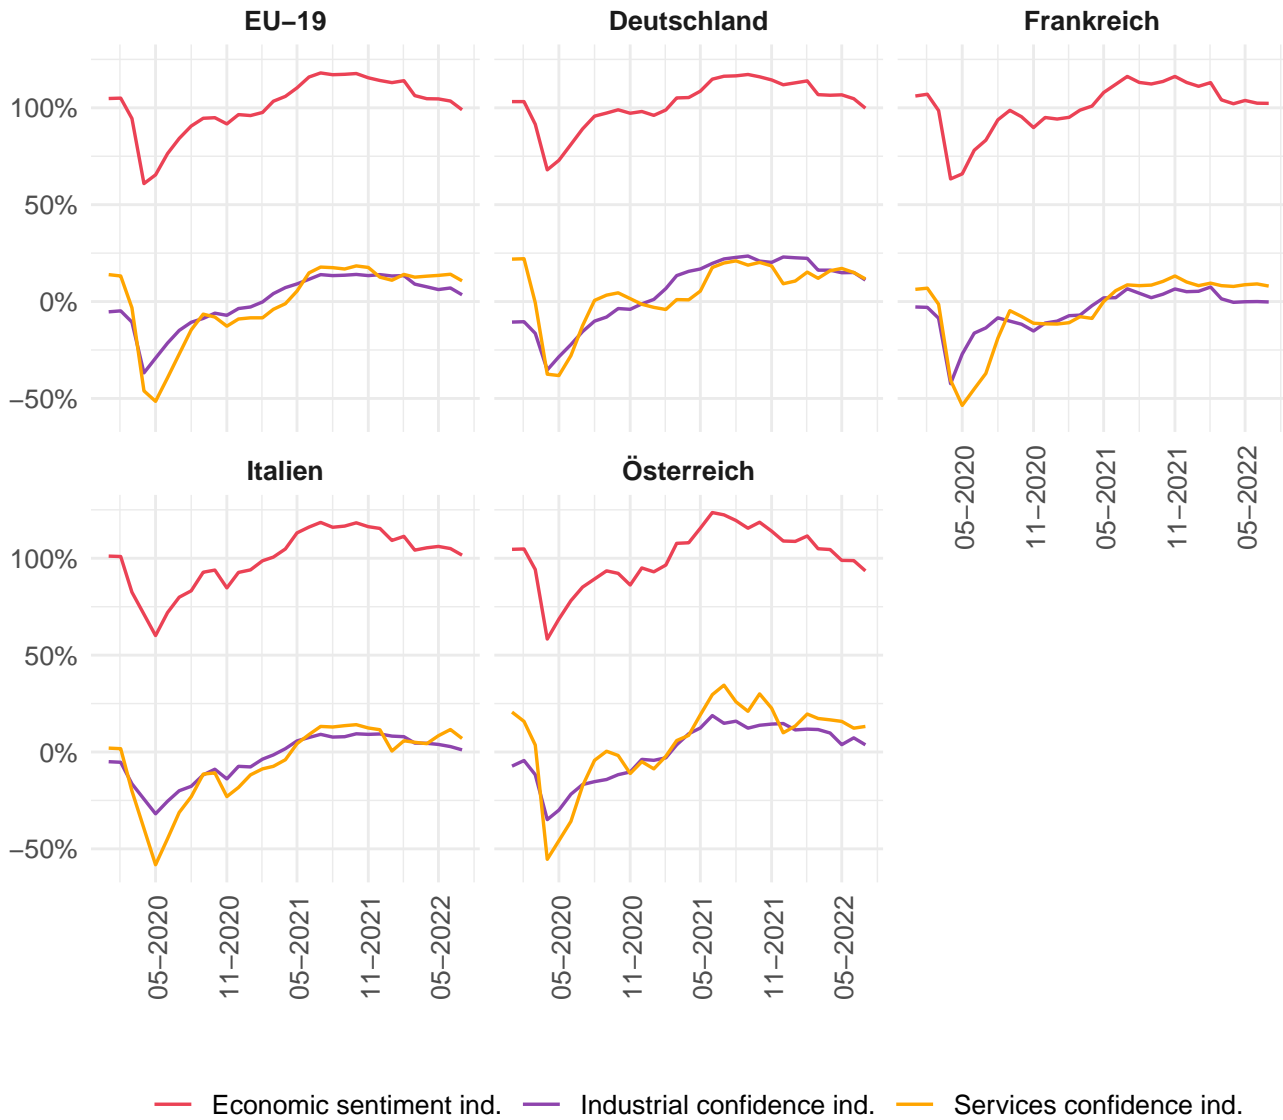 EU−19 Deutschland Frankreich
100%
50%
0%
−50%
05−2020 11−2020 05−2021 11−2021 05−2022
Italien Österreich
100%
50%
0%
−50%
05−2020 11−2020 05−2021 11−2021 05−2022 05−2020 11−2020 05−2021 11−2021 05−2022
Economic sentiment ind. Industrial confidence ind. Services confidence ind.